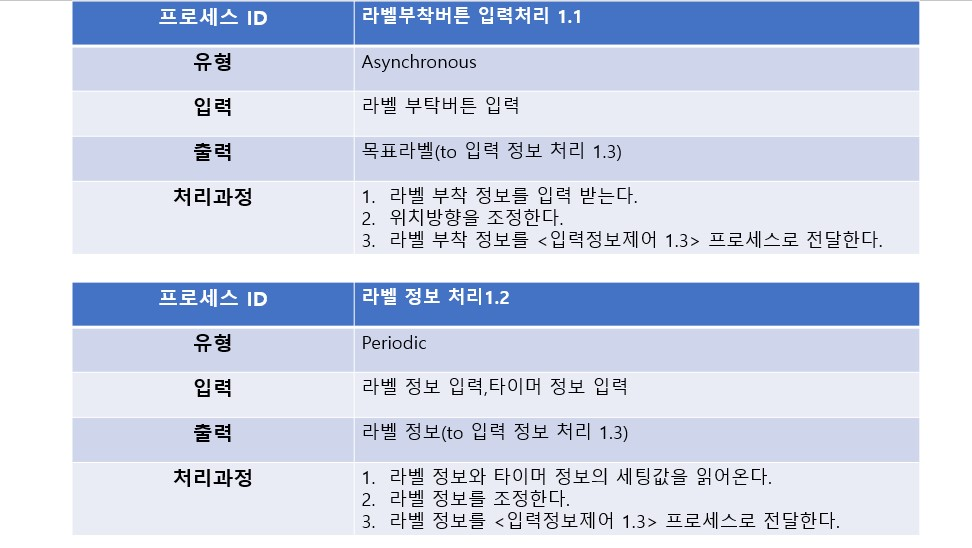 프로세스 ID 라벨부착버튼 입력처리 1.1
유형 Asynchronous
입력 라벨 부탁버튼 입력
출력 목표라벨(to 입력 정보 처리 1.3)
처리과정 1. 라벨 부착 정보를 입력 받는다.
2. 위치방향을 조정한다.
3. 라벨 부착 정보를 <입력정보제어 1.3> 프로세스로 전달한다.
프로세스 ID 라벨 정보 처리1.2
유형 Periodic
입력 라벨 정보 입력,타이머 정보 입력
출력 라벨 정보(to 입력 정보 처리 1.3)
처리과정 1. 라벨 정보와 타이머 정보의 세팅값을 읽어온다.
2. 라벨 정보를 조정한다.
3. 라벨 정보를 <입력정보제어 1.3> 프로세스로 전달한다.